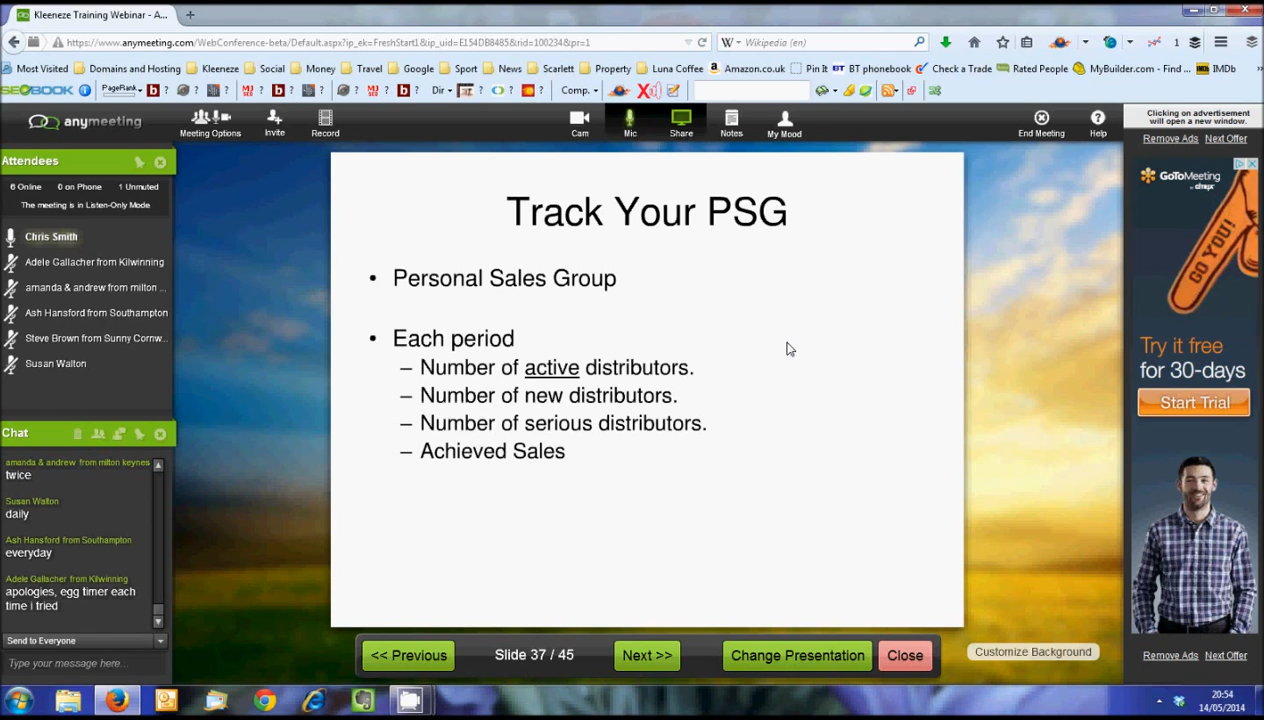 Kleeneze Training Webinar - A...
https://www.anymeeting.com/WebConference-beta/Default.aspx?ip_ek=FreshStart1&ip_uid=E154DB8485&rid=100234&pr=1
Wikipedia (en)
1
Most Visited
Domains and Hosting
Kleeneze
Social
Money
Travel
Google
Sport
News
Scarlett
Property
Luna Coffee
Amazon.co.uk
Pin It
BT phonebook
Check a Trade
Rated People
MyBuilder.com - Find ...
IMDb
SEOBOOK
PageRank
Dir
Comp.
anymeeting
Meeting Options
Invite
Record
Cam
Mic
Share
Notes
My Mood
End Meeting
Help
Clicking on advertisement
will open a new window.
Remove Ads
Next Offer
Attendees
6 Online
0 on Phone
1 Unmuted
The meeting is in Listen-Only Mode
Chris Smith
Adele Gallacher from Kilwinning
amanda & andrew from milton ...
Ash Hansford from Southampton
Steve Brown from Sunny Cornw...
Susan Walton
Chat
amanda & andrew from milton keynes
twice
Susan Walton
daily
Ash Hansford from Southampton
everyday
Adele Gallacher from Kilwinning
apologies, egg timer each
time i tried
Send to Everyone
Type your message here...
Track Your PSG
• Personal Sales Group
• Each period
– Number of active distributors.
– Number of new distributors.
– Number of serious distributors.
– Achieved Sales
<< Previous
Slide 37 / 45
Next >>
Change Presentation
Close
Customize Background
GoToMeeting
by citrix
GO YOU!
Try it free
for 30-days
Start Trial
Remove Ads
Next Offer
20:54
14/05/2014